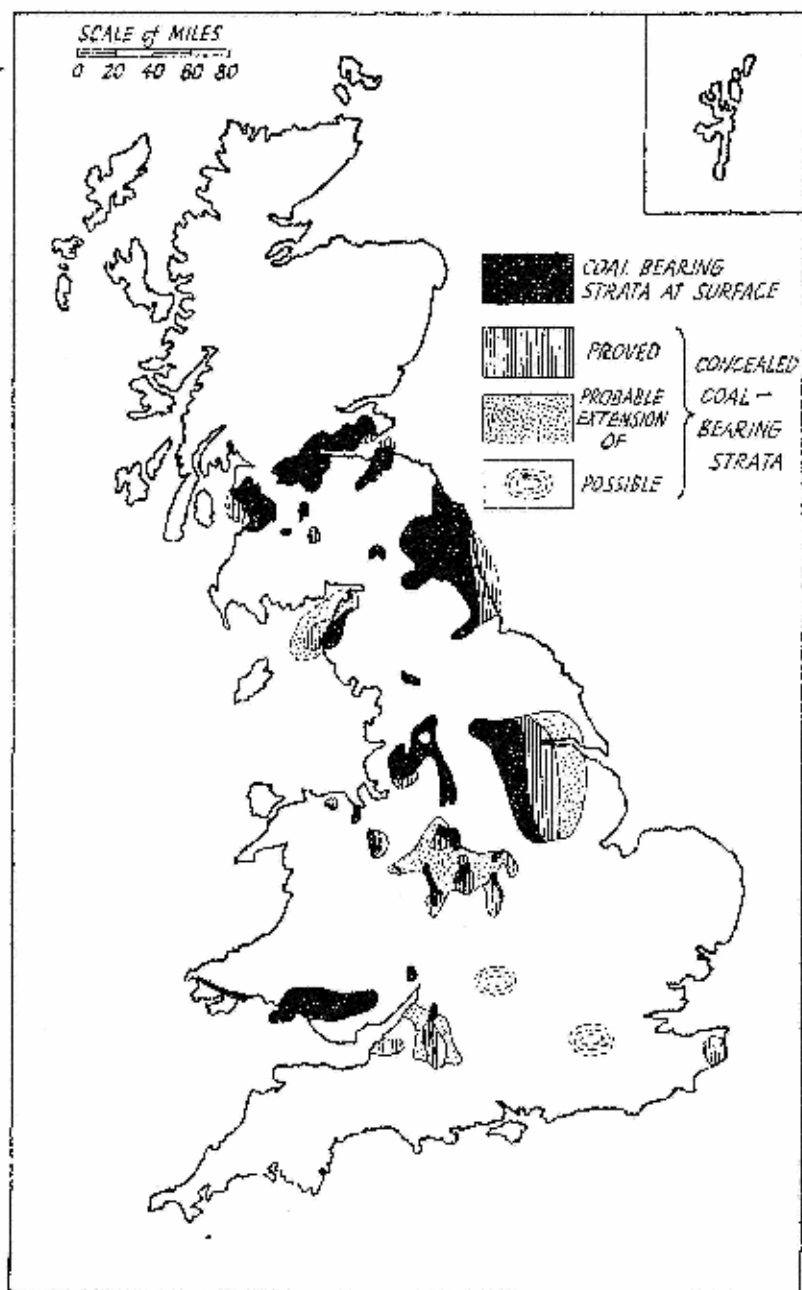 SCALE of MILES
0 20 40 60 80
COAL BEARING
STRATA AT SURFACE
PROVED
PROBABLE
EXTENSION
OF
POSSIBLE
CONCEALED
COAL-
BEARING
STRATA